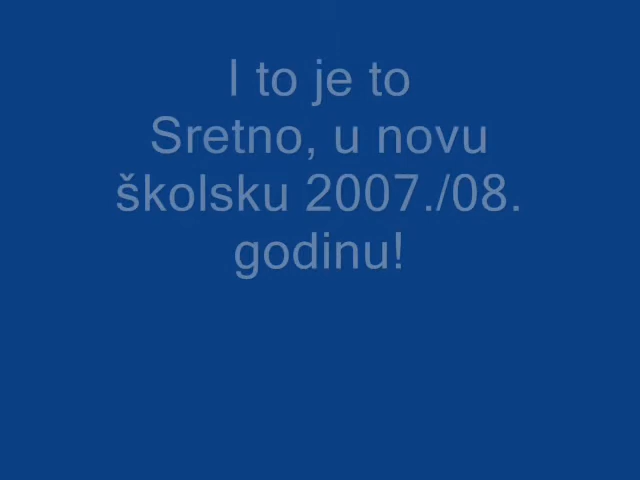 I to je to
Sretno, u novu
školsku 2007./08.
godinu!